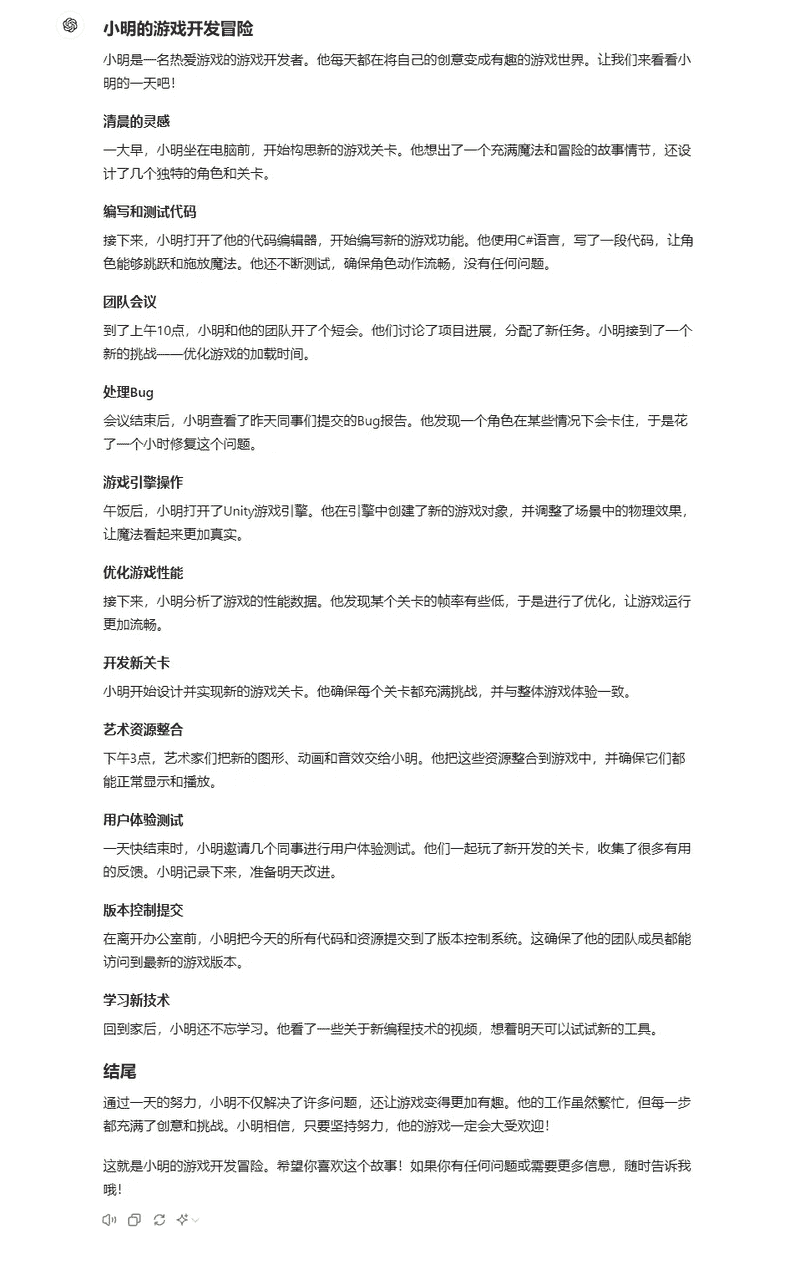 小明的游戏开发冒险
小明是一名热爱游戏的游戏开发者。他每天都在将自己的创意变成有趣的游戏世界。让我们来看看小
明的一天吧！
清晨的灵感
一大早，小明坐在电脑前，开始构思新的游戏关卡。他想出了一个充满魔法和冒险的故事情节，还设
计了几个独特的角色和关卡。
编写和测试代码
接下来，小明打开了他的代码编辑器，开始编写新的游戏功能。他使用C#语言，写了一段代码，让角
色能够跳跃和施放魔法。他还不断测试，确保角色动作流畅，没有任何问题。
团队会议
到了上午10点，小明和他的团队开了个短会。他们讨论了项目进展，分配了新任务。小明接到了一个
新的挑战——优化游戏的加载时间。
处理Bug
会议结束后，小明查看了昨天同事们提交的Bug报告。他发现一个角色在某些情况下会卡住，于是花
了一个小时修复这个问题。
游戏引擎操作
午饭后，小明打开了Unity游戏引擎。他在引擎中创建了新的游戏对象，并调整了场景中的物理效果，
让魔法看起来更加真实。
优化游戏性能
接下来，小明分析了游戏的性能数据。他发现某个关卡的帧率有些低，于是进行了优化，让游戏运行
更加流畅。
开发新关卡
小明开始设计并实现新的游戏关卡。他确保每个关卡都充满挑战，并与整体游戏体验一致。
艺术资源整合
下午3点，艺术家们把新的图形、动画和音效交给小明。他把这些资源整合到游戏中，并确保它们都
能正常显示和播放。
用户体验测试
一天快结束时，小明邀请几个同事进行用户体验测试。他们一起玩了新开发的关卡，收集了很多有用
的反馈。小明记录下来，准备明天改进。
版本控制提交
在离开办公室前，小明把今天的所有代码和资源提交到了版本控制系统。这确保了他的团队成员都能
访问到最新的游戏版本。
学习新技术
回到家后，小明还不忘学习。他看了一些关于新编程技术的视频，想着明天可以试试新的工具。
结尾
通过一天的努力，小明不仅解决了许多问题，还让游戏变得更加有趣。他的工作虽然繁忙，但每一步
都充满了创意和挑战。小明相信，只要坚持努力，他的游戏一定会大受欢迎！
这就是小明的游戏开发冒险。希望你喜欢这个故事！如果你有任何问题或需要更多信息，随时告诉我
哦！